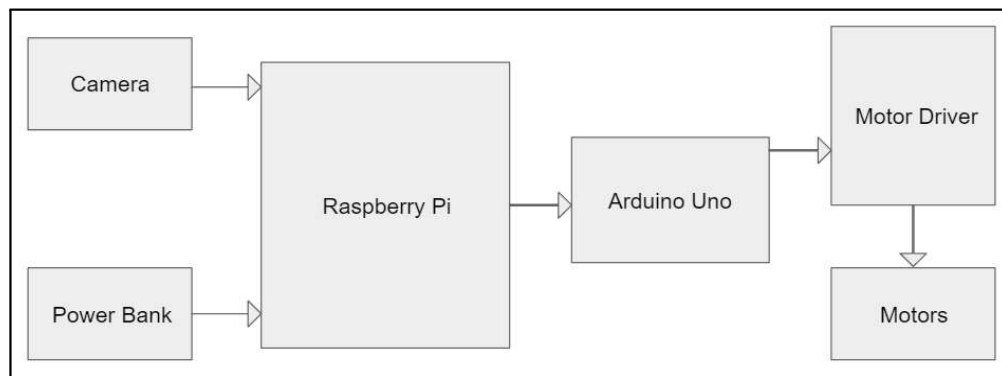 Camera
Power Bank
Raspberry Pi
Arduino Uno
Motor Driver
Motors